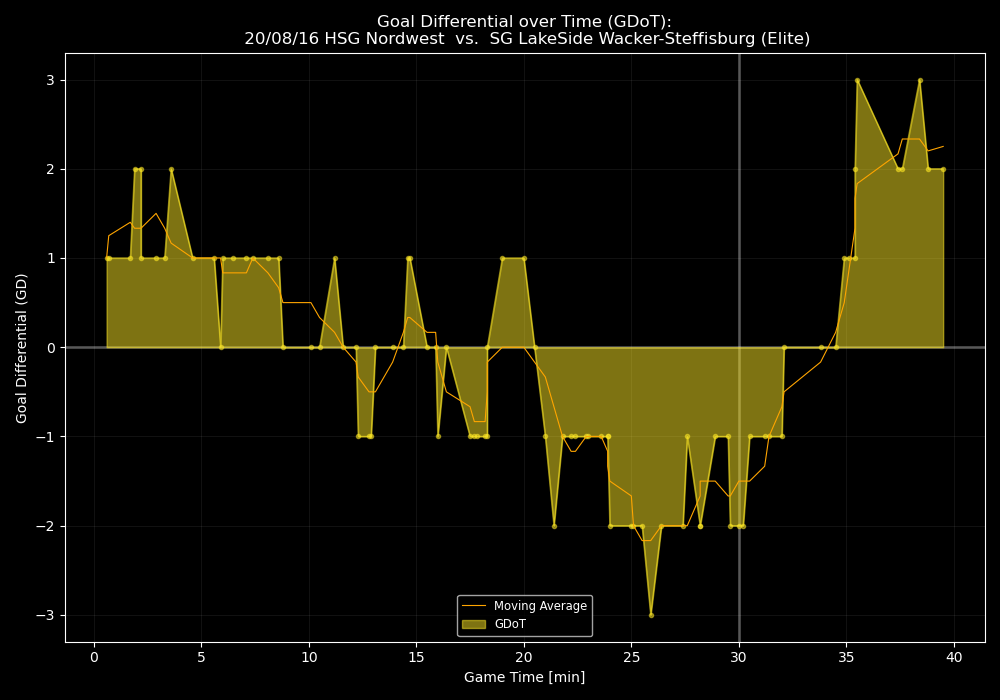 Goal Differential over Time (GDoT):
20/08/16 HSG Nordwest  vs.  SG LakeSide Wacker-Steffisburg (Elite)
Goal Differential (GD)
3
2
1
0
−1
−2
−3
Moving Average
GDoT
0 5 10 15 20 25 30 35 40
Game Time [min]